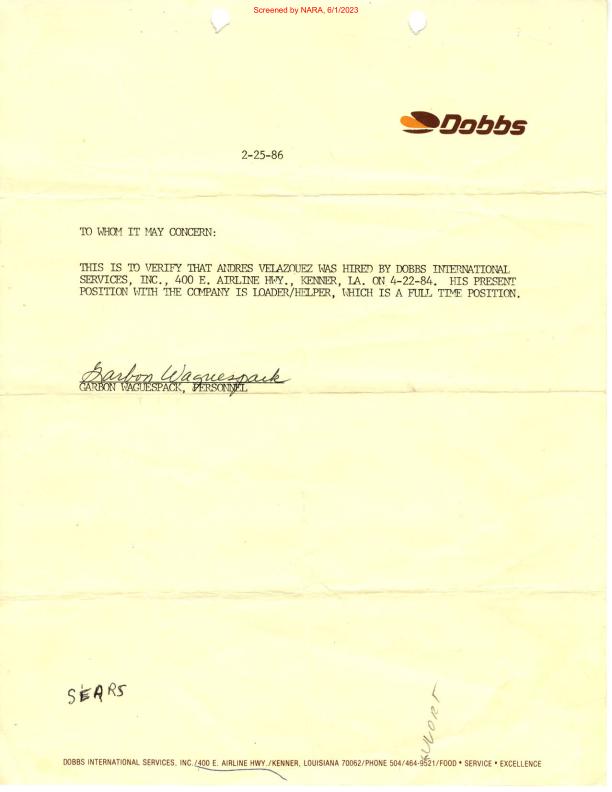 Screened by NARA, 6/1/2023
Dobbs
2-25-86
TO WHOM IT MAY CONCERN:
THIS IS TO VERIFY THAT ANDRES VELAZQUEZ WAS HIRED BY DOBBS INTERNATIONAL
SERVICES, INC., 400 E. AIRLINE HWY., KENNER, LA. ON 4-22-84. HIS PRESENT
POSITION WITH THE COMPANY IS LOADER/HELPER, WHICH IS A FULL TIME POSITION.
Garbon Waguespack
GARBON WAGUESPACK, PERSONNEL
SEARS
DOBBS INTERNATIONAL SERVICES, INC./400 E. AIRLINE HWY./KENNER, LOUISIANA 70062/PHONE 504/464-9521/FOOD • SERVICE • EXCELLENCE